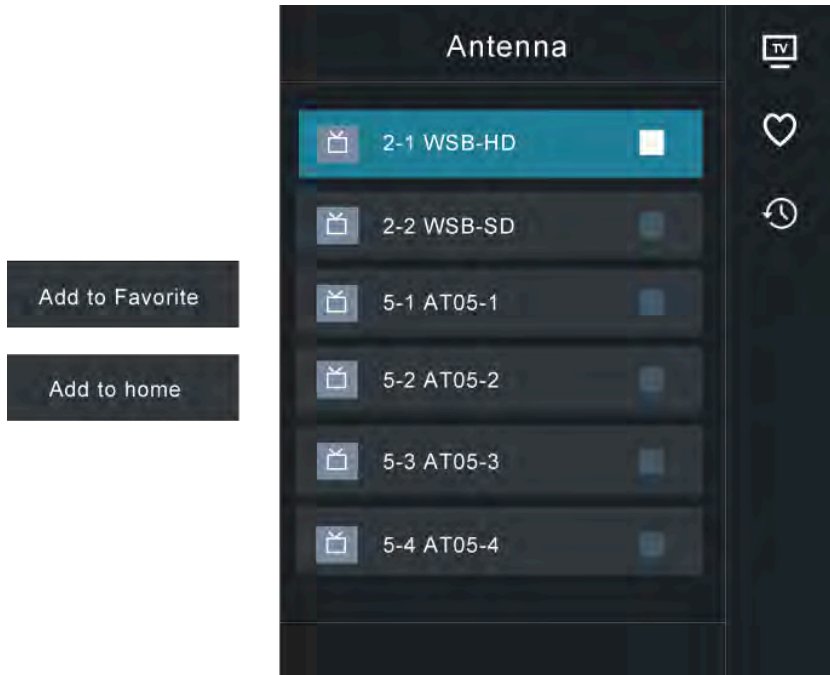 Antenna
TV
2-1 WSB-HD
2-2 WSB-SD
5-1 AT05-1
5-2 AT05-2
5-3 AT05-3
5-4 AT05-4
Add to Favorite
Add to home